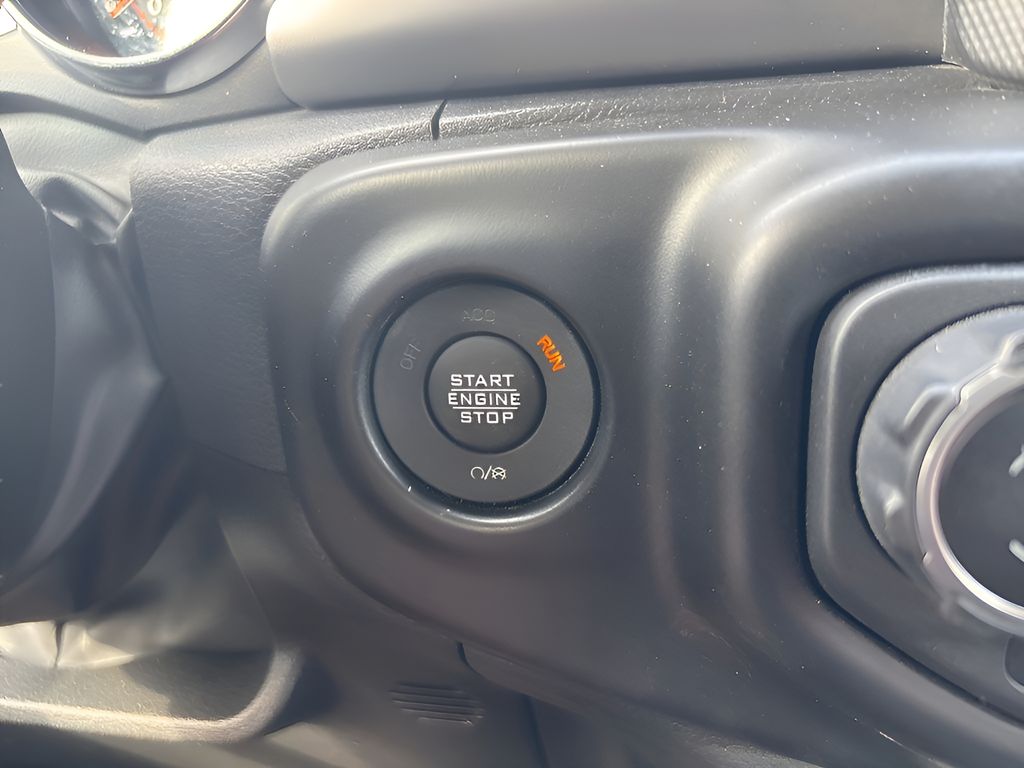 ACC
OFF
RUN
START
ENGINE
STOP